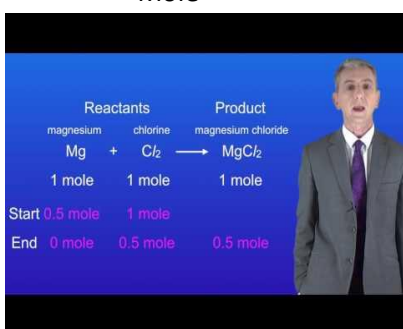 mole
Reactants Product
magnesium chlorine magnesium chloride
Mg + Cl₂ → MgCl₂
1 mole 1 mole 1 mole
Start 0.5 mole 1 mole
End 0 mole 0.5 mole 0.5 mole